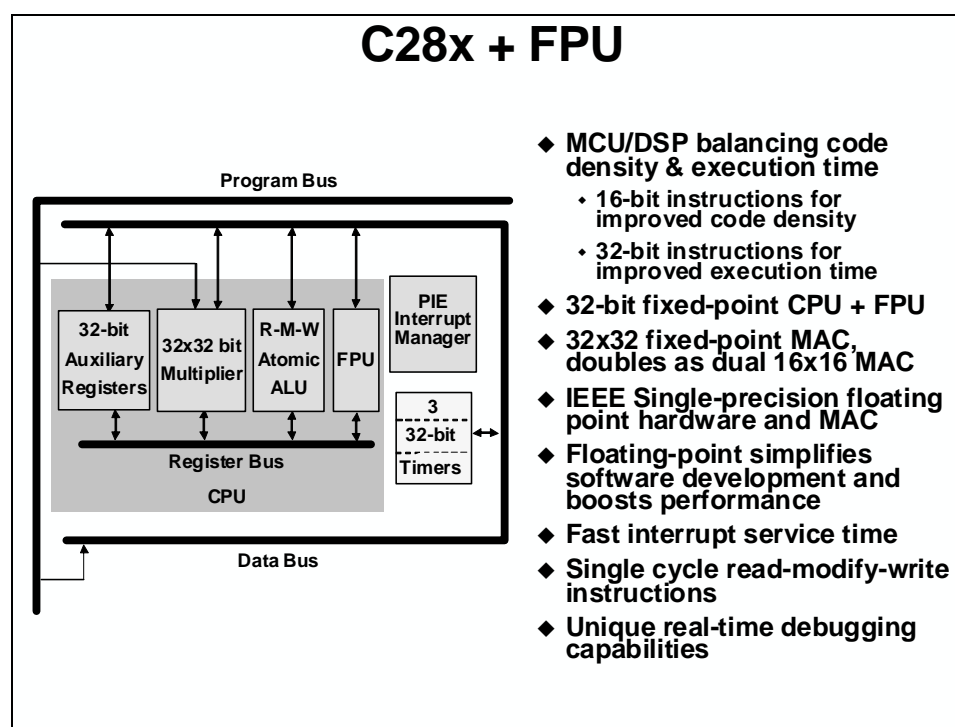 C28x + FPU
Program Bus
32-bit
Auxiliary
Registers
32x32 bit
Multiplier
R-M-W
Atomic
ALU
FPU
PIE
Interrupt
Manager
3
32-bit
Timers
Register Bus
CPU
Data Bus
◆ MCU/DSP balancing code
density & execution time
◆ 16-bit instructions for
improved code density
◆ 32-bit instructions for
improved execution time
◆ 32-bit fixed-point CPU + FPU
◆ 32x32 fixed-point MAC,
doubles as dual 16x16 MAC
◆ IEEE Single-precision floating
point hardware and MAC
◆ Floating-point simplifies
software development and
boosts performance
◆ Fast interrupt service time
◆ Single cycle read-modify-write
instructions
◆ Unique real-time debugging
capabilities